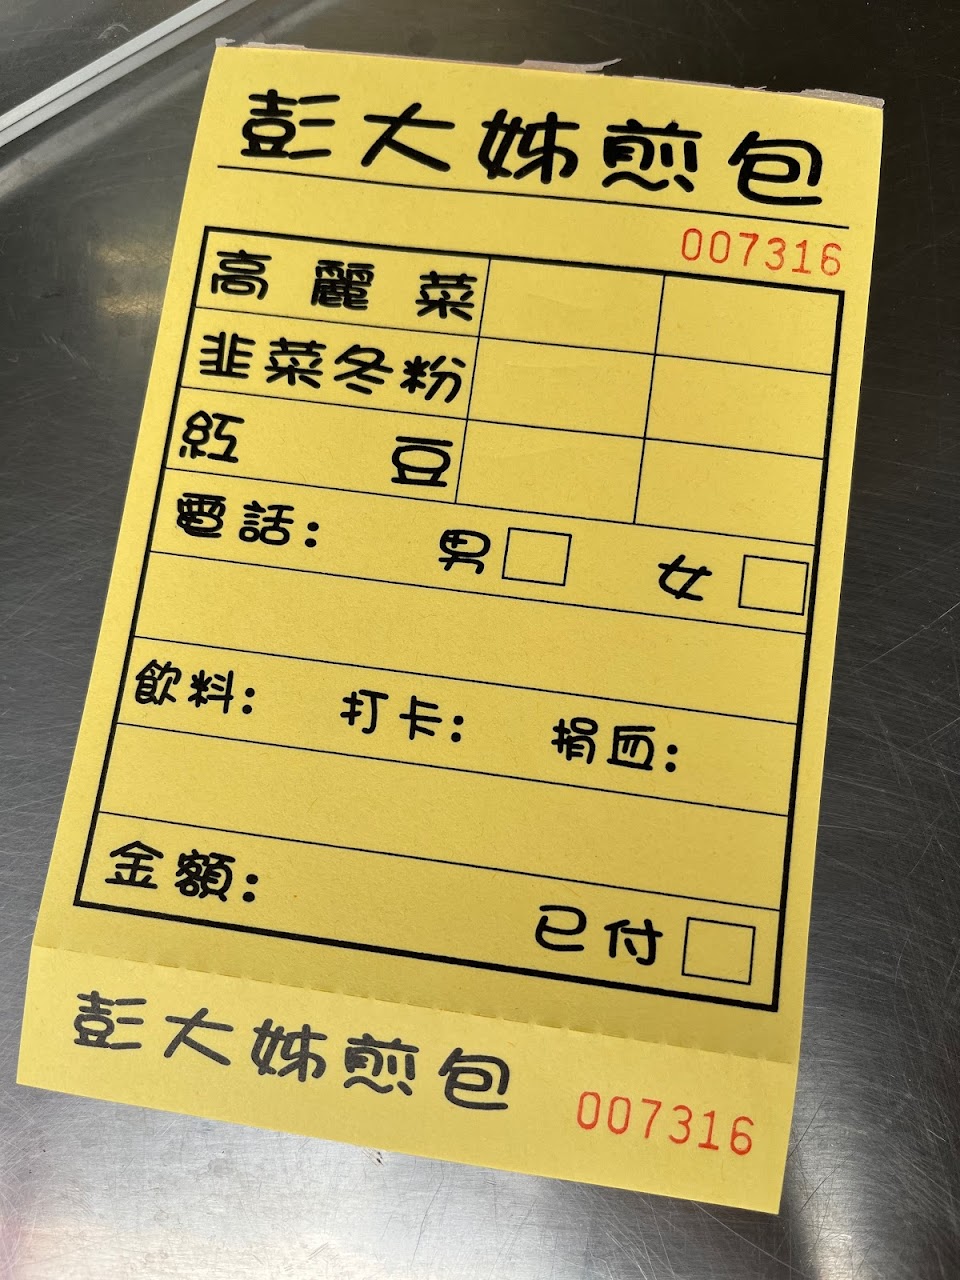 彭大姊煎包
007316
高麗菜
韭菜冬粉
紅豆
電話: 男 女
飲料: 打卡: 捐血:
金額:
已付
彭大姊煎包
007316